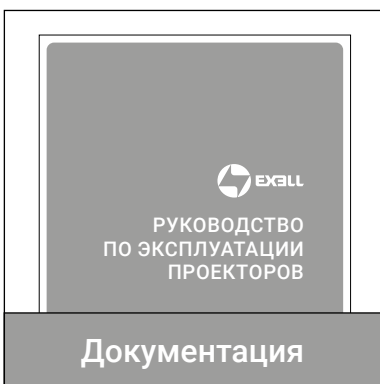 EXELL
РУКОВОДСТВО
ПО ЭКСПЛУАТАЦИИ
ПРОЕКТОРОВ
Документация